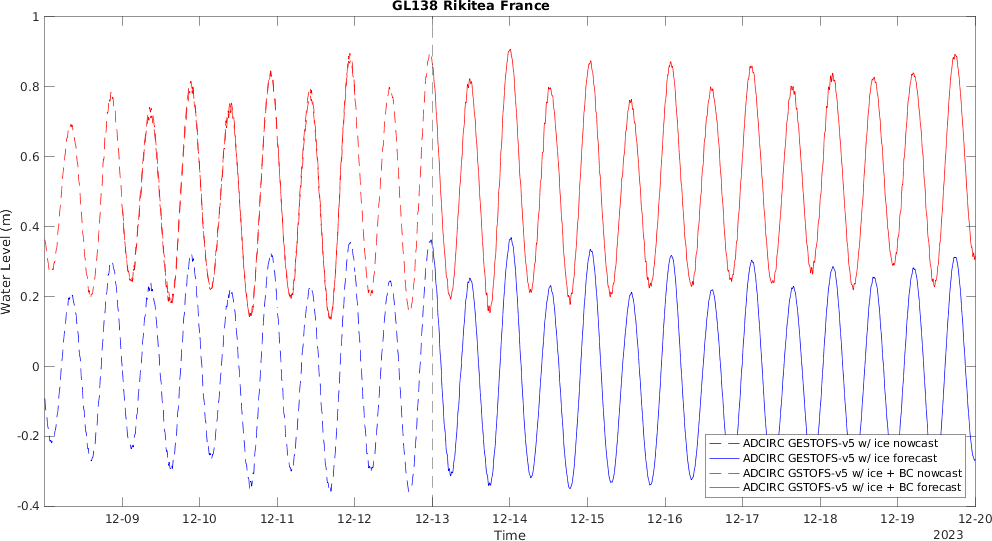 GL138 Rikitea France
1
0.8
0.6
0.4
0.2
0
-0.2
-0.4
Water Level (m)
ADCIRC GESTOFS-v5 w/ ice nowcast
ADCIRC GESTOFS-v5 w/ ice forecast
ADCIRC GSTOFS-v5 w/ ice + BC nowcast
ADCIRC GSTOFS-v5 w/ ice + BC forecast
12-09 12-10 12-11 12-12 12-13 12-14 12-15 12-16 12-17 12-18 12-19 12-20
Time
2023